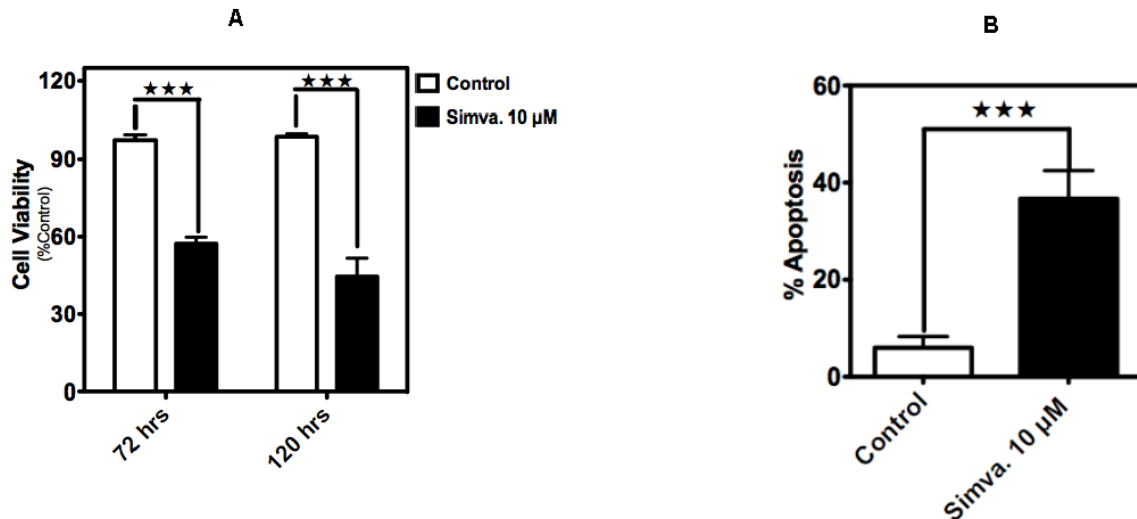 A
Cell Viability
(%Control)
120
90
60
30
0
★★★
★★★
72 hrs
120 hrs
Control
Simva. 10 µM
B
% Apoptosis
60
40
20
0
★★★
Control
Simva. 10 µM